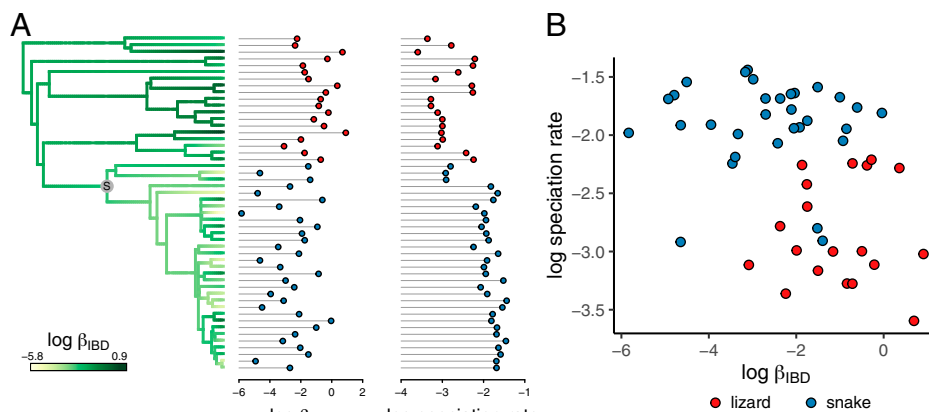 A
B
S
log β_IBD
−5.8 0.9
−6 −4 −2 0 2
−4 −3 −2 −1
log speciation rate
−1.5
−2.0
−2.5
−3.0
−3.5
−6 −4 −2 0
log β_IBD
lizard snake